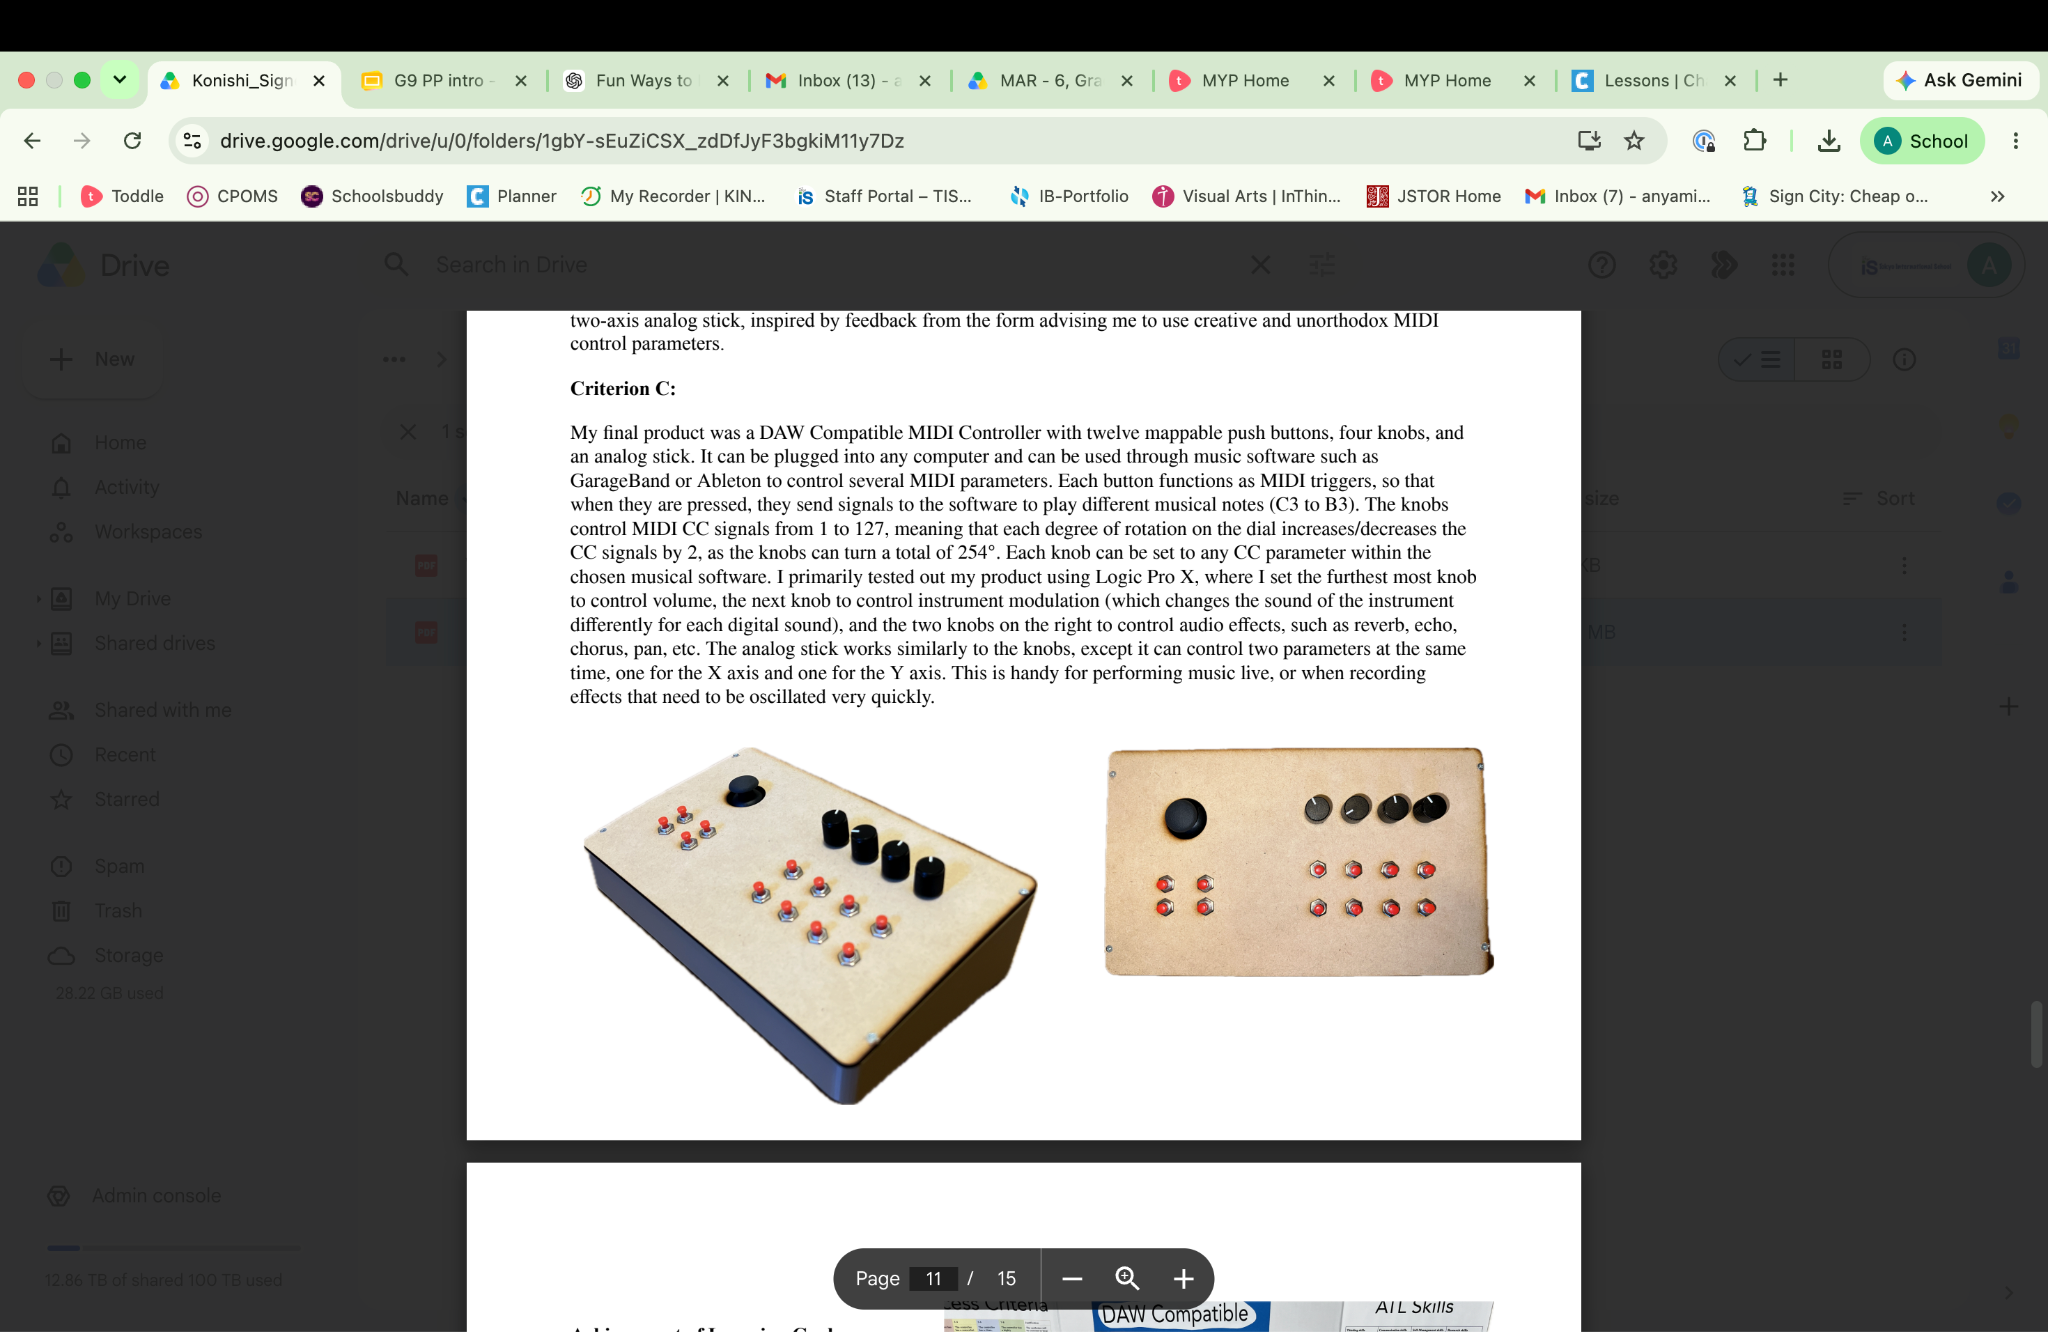 Konishi_Sign
G9 PP intro -
Fun Ways to
Inbox (13) - a
MAR - 6, Gra
MYP Home
MYP Home
Lessons | Ch
Ask Gemini
drive.google.com/drive/u/0/folders/1gbY-sEuZiCSX_zdDfJyF3bgkiM11y7Dz
A School
Toddle
CPOMS
Schoolsbuddy
Planner
My Recorder | KIN...
Staff Portal – TIS...
IB-Portfolio
Visual Arts | InThin...
JSTOR Home
Inbox (7) - anyami...
Sign City: Cheap o...
Drive
Search in Drive
A
New
Home
Activity
Workspaces
My Drive
Shared drives
Shared with me
Recent
Starred
Spam
Trash
Storage
28.22 GB used
Admin console
12.86 TB of shared 100 TB used
1 s
Name
size
Sort
PDF
KB
PDF
MB
31
two-axis analog stick, inspired by feedback from the form advising me to use creative and unorthodox MIDI
control parameters.
Criterion C:
My final product was a DAW Compatible MIDI Controller with twelve mappable push buttons, four knobs, and
an analog stick. It can be plugged into any computer and can be used through music software such as
GarageBand or Ableton to control several MIDI parameters. Each button functions as MIDI triggers, so that
when they are pressed, they send signals to the software to play different musical notes (C3 to B3). The knobs
control MIDI CC signals from 1 to 127, meaning that each degree of rotation on the dial increases/decreases the
CC signals by 2, as the knobs can turn a total of 254°. Each knob can be set to any CC parameter within the
chosen musical software. I primarily tested out my product using Logic Pro X, where I set the furthest most knob
to control volume, the next knob to control instrument modulation (which changes the sound of the instrument
differently for each digital sound), and the two knobs on the right to control audio effects, such as reverb, echo,
chorus, pan, etc. The analog stick works similarly to the knobs, except it can control two parameters at the same
time, one for the X axis and one for the Y axis. This is handy for performing music live, or when recording
effects that need to be oscillated very quickly.
Page 11 / 15
cess Criteria
DAW Compatible
ATL Skills